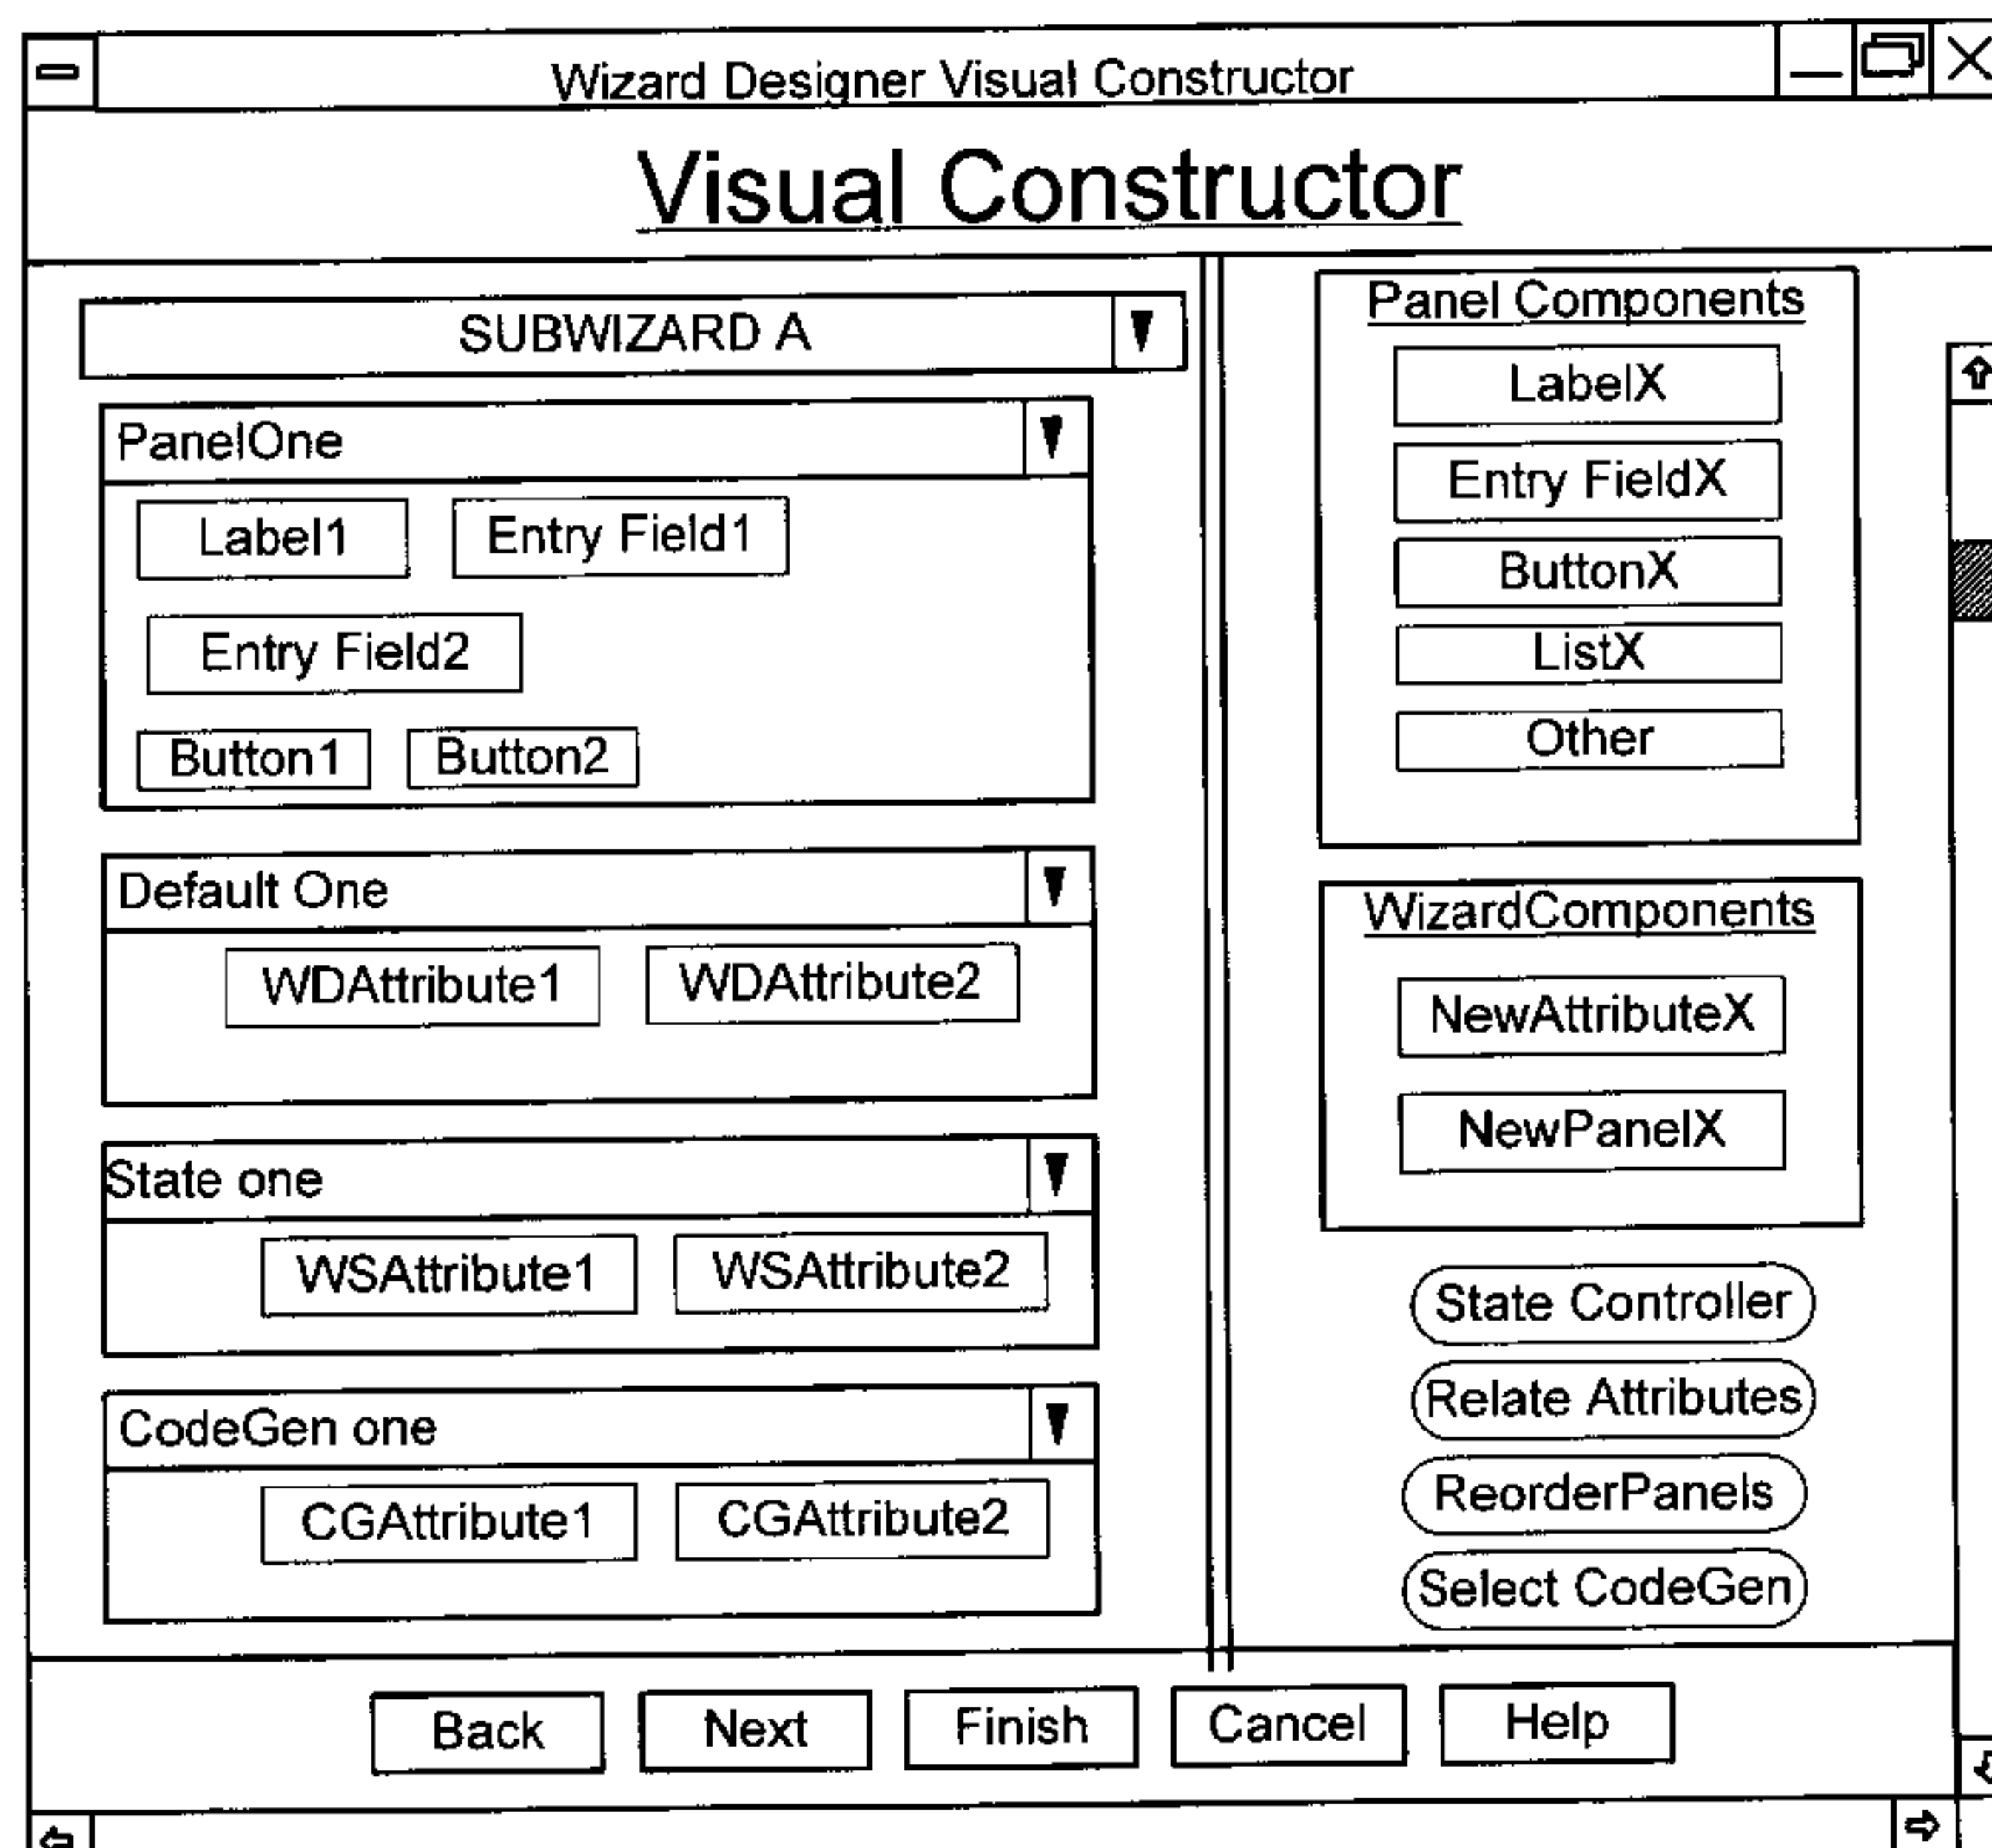 Wizard Designer Visual Constructor
Visual Constructor
SUBWIZARD A
PanelOne
Label1 Entry Field1
Entry Field2
Button1 Button2
Default One
WDAttribute1 WDAttribute2
State one
WSAttribute1 WSAttribute2
CodeGen one
CGAttribute1 CGAttribute2
Panel Components
LabelX
Entry FieldX
ButtonX
ListX
Other
WizardComponents
NewAttributeX
NewPanelX
State Controller
Relate Attributes
ReorderPanels
Select CodeGen
Back Next Finish Cancel Help